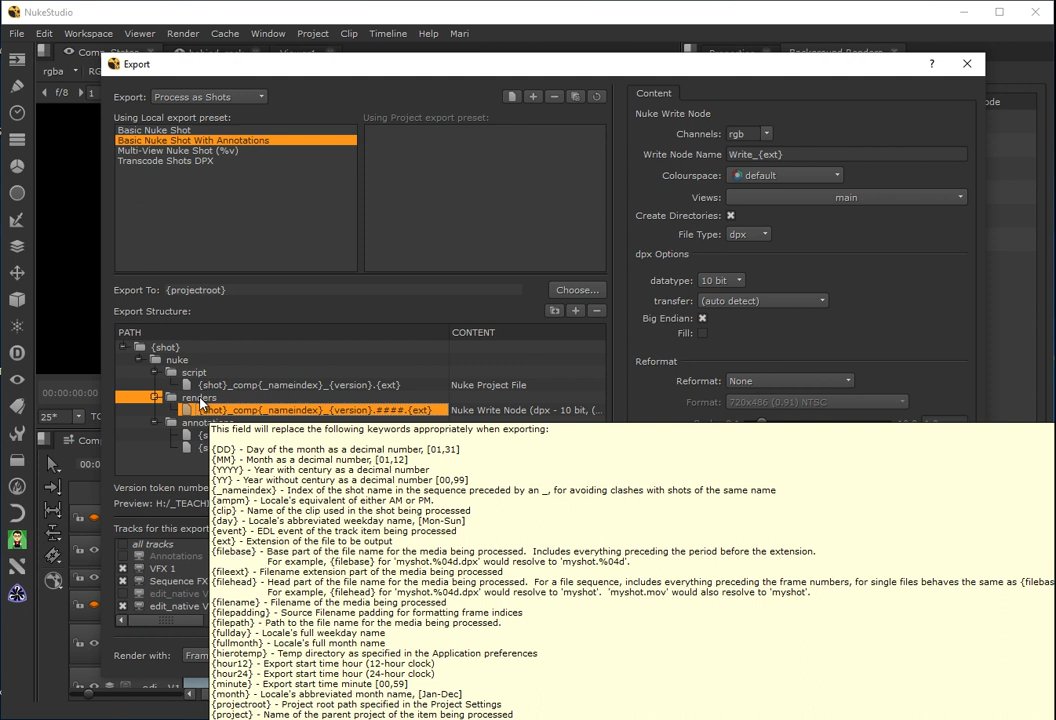 NukeStudio
File Edit Workspace Viewer Render Cache Window Project Clip Timeline Help Mari
Export
rgba
f/8 1
Export: Process as Shots
Using Local export preset: Using Project export preset:
Basic Nuke Shot
Basic Nuke Shot With Annotations
Multi-View Nuke Shot (%v)
Transcode Shots DPX
Export To: {projectroot} Choose...
Export Structure:
PATH CONTENT
{shot}
nuke
script
{shot}_comp{_nameindex}_{version}.{ext} Nuke Project File
renders
{shot}_comp{_nameindex}_{version}.####.{ext} Nuke Write Node (dpx - 10 bit, (...
annotations
Version token number
Preview: H:/_TEACH
Tracks for this export
all tracks
Annotations
VFX 1
Sequence FX
edit_native V
edit_native V
Render with: Fram
00:00:00:00
25*
Content
Nuke Write Node
Channels: rgb
Write Node Name Write_{ext}
Colourspace: default
Views: main
Create Directories:
File Type: dpx
dpx Options
datatype: 10 bit
transfer: (auto detect)
Big Endian:
Fill:
Reformat
Reformat: None
Format: 720x486 (0.91) NTSC
This field will replace the following keywords appropriately when exporting:
{DD} - Day of the month as a decimal number, [01,31]
{MM} - Month as a decimal number, [01,12]
{YYYY} - Year with century as a decimal number
{YY} - Year without century as a decimal number [00,99]
{_nameindex} - Index of the shot name in the sequence preceded by an _, for avoiding clashes with shots of the same name
{ampm} - Locale's equivalent of either AM or PM.
{clip} - Name of the clip used in the shot being processed
{day} - Locale's abbreviated weekday name, [Mon-Sun]
{event} - EDL event of the track item being processed
{ext} - Extension of the file to be output
{filebase} - Base part of the file name for the media being processed. Includes everything preceding the period before the extension.
For example, {filebase} for 'myshot.%04d.dpx' would resolve to 'myshot.%04d'.
{fileext} - Filename extension part of the media being processed
{filehead} - Head part of the file name for the media being processed. For a file sequence, includes everything preceding the frame numbers, for single files behaves the same as {filebas
For example, {filehead} for 'myshot.%04d.dpx' would resolve to 'myshot'. 'myshot.mov' would also resolve to 'myshot'.
{filename} - Filename of the media being processed
{filepadding} - Source Filename padding for formatting frame indices
{filepath} - Path to the file name for the media being processed.
{fullday} - Locale's full weekday name
{fullmonth} - Locale's full month name
{hierotemp} - Temp directory as specified in the Application preferences
{hour12} - Export start time hour (12-hour clock)
{hour24} - Export start time hour (24-hour clock)
{minute} - Export start time minute [00,59]
{month} - Locale's abbreviated month name, [Jan-Dec]
{projectroot} - Project root path specified in the Project Settings
{project} - Name of the parent project of the item being processed